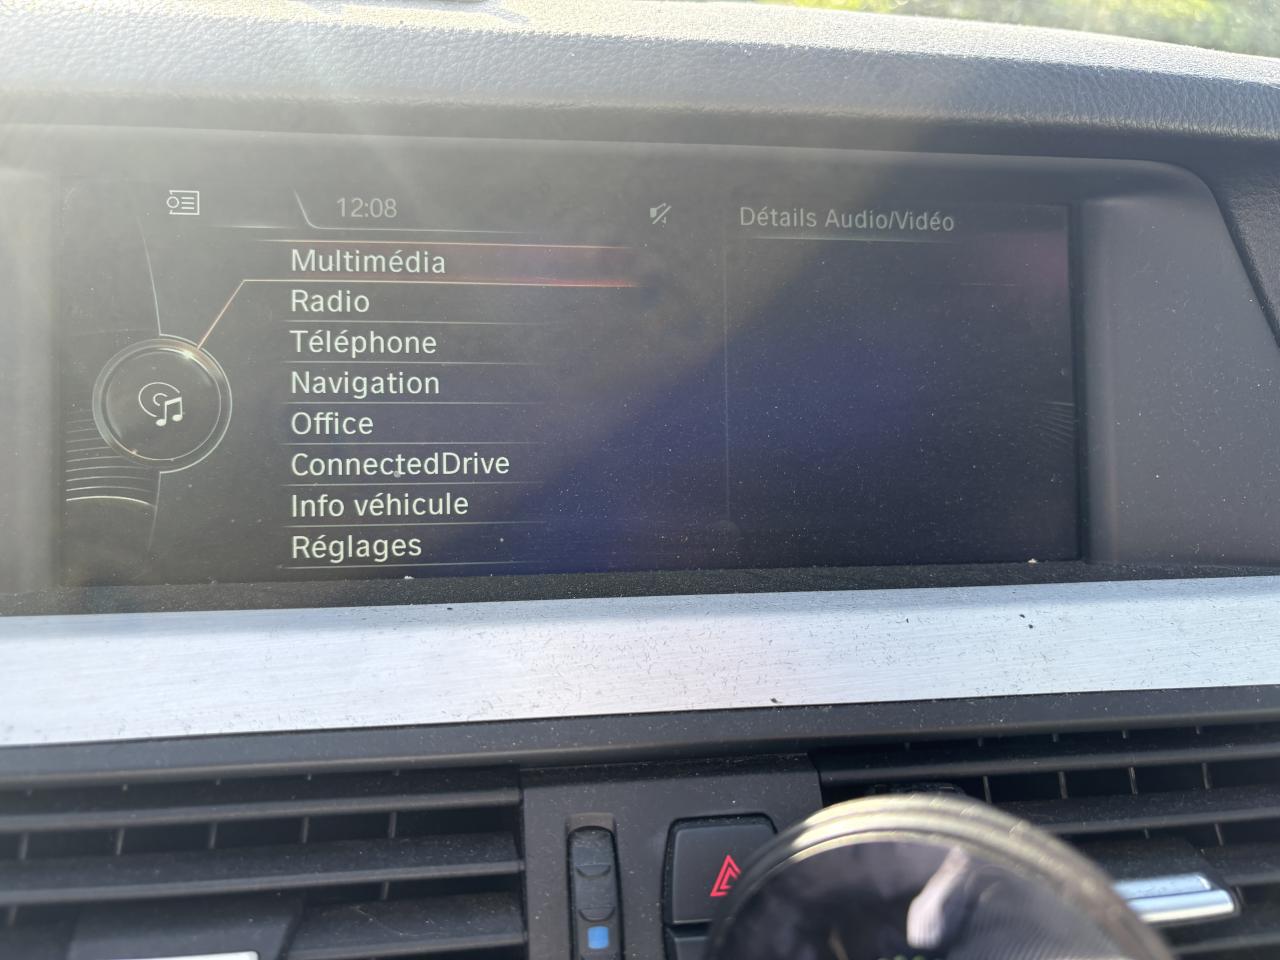 12:08
Détails Audio/Vidéo
Multimédia
Radio
Téléphone
Navigation
Office
ConnectedDrive
Info véhicule
Réglages